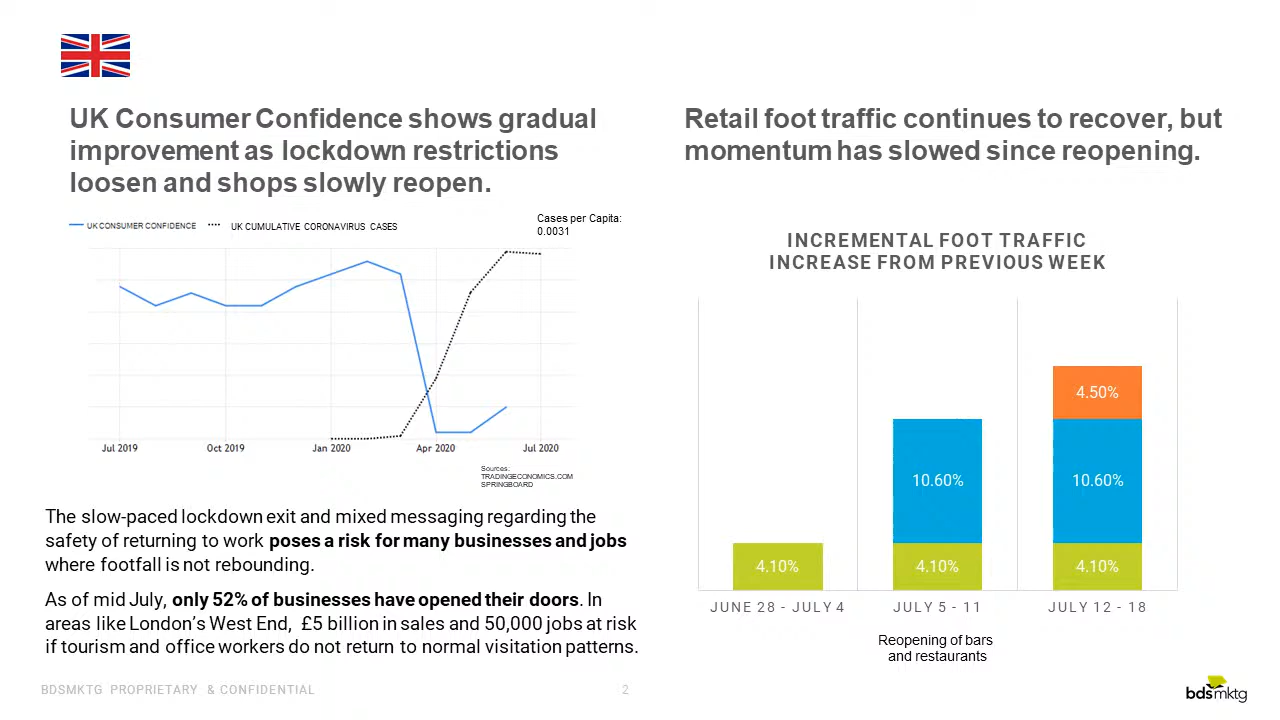 UK Consumer Confidence shows gradual
improvement as lockdown restrictions
loosen and shops slowly reopen.
UK CONSUMER CONFIDENCE
UK CUMULATIVE CORONAVIRUS CASES
Cases per Capita:
0.0031
Jul 2019
Oct 2019
Jan 2020
Apr 2020
Jul 2020
Sources:
TRADINGECONOMICS.COM
SPRINGBOARD
The slow-paced lockdown exit and mixed messaging regarding the
safety of returning to work poses a risk for many businesses and jobs
where footfall is not rebounding.
As of mid July, only 52% of businesses have opened their doors. In
areas like London's West End, £5 billion in sales and 50,000 jobs at risk
if tourism and office workers do not return to normal visitation patterns.
Retail foot traffic continues to recover, but
momentum has slowed since reopening.
INCREMENTAL FOOT TRAFFIC
INCREASE FROM PREVIOUS WEEK
4.50%
10.60%
10.60%
4.10%
4.10%
4.10%
JUNE 28 - JULY 4
JULY 5 - 11
JULY 12 - 18
Reopening of bars
and restaurants
BDSMKTG PROPRIETARY & CONFIDENTIAL
2
bdsmktg